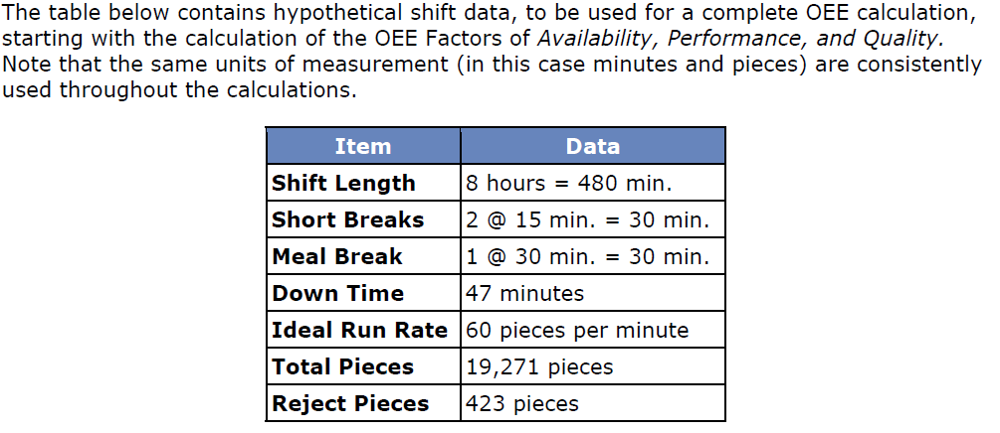 The table below contains hypothetical shift data, to be used for a complete OEE calculation,
starting with the calculation of the OEE Factors of Availability, Performance, and Quality.
Note that the same units of measurement (in this case minutes and pieces) are consistently
used throughout the calculations.
Item Data
Shift Length 8 hours = 480 min.
Short Breaks 2 @ 15 min. = 30 min.
Meal Break 1 @ 30 min. = 30 min.
Down Time 47 minutes
Ideal Run Rate 60 pieces per minute
Total Pieces 19,271 pieces
Reject Pieces 423 pieces